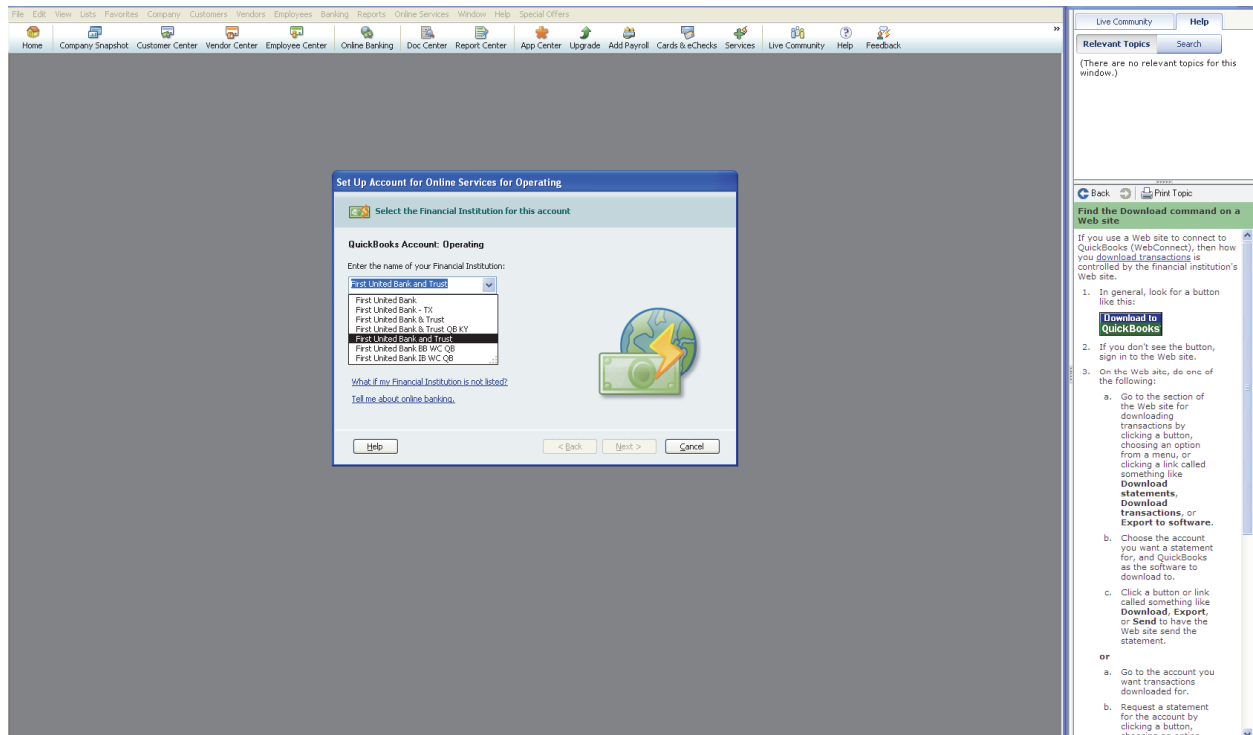 File Edit View Lists Favorites Company Customers Vendors Employees Banking Reports Online Services Window Help Special Offers
Home Company Snapshot Customer Center Vendor Center Employee Center Online Banking Doc Center Report Center App Center Upgrade Add Payroll Cards & eChecks Services Live Community Help Feedback
»
Set Up Account for Online Services for Operating
Select the Financial Institution for this account
QuickBooks Account: Operating
Enter the name of your Financial Institution:
First United Bank and Trust
First United Bank
First United Bank - TX
First United Bank & Trust
First United Bank & Trust QB KY
First United Bank and Trust
First United Bank BB WC QB
First United Bank IB WC QB
What if my Financial Institution is not listed?
Tell me about online banking.
Help
< Back
Next >
Cancel
Live Community Help
Relevant Topics Search
(There are no relevant topics for this
window.)
Back Print Topic
Find the Download command on a
Web site
If you use a Web site to connect to
QuickBooks (WebConnect), then how
you download transactions is
controlled by the financial institution's
Web site.
1. In general, look for a button
like this:
Download to
QuickBooks
2. If you don't see the button,
sign in to the Web site.
3. On the Web site, do one of
the following:
a. Go to the section of
the Web site for
downloading
transactions by
clicking a button,
choosing an option
from a menu, or
clicking a link called
something like
Download
statements,
Download
transactions, or
Export to software.
b. Choose the account
you want a statement
for, and QuickBooks
as the software to
download to.
c. Click a button or link
called something like
Download, Export,
or Send to have the
Web site send the
statement.
or
a. Go to the account you
want transactions
downloaded for.
b. Request a statement
for the account by
clicking a button,
choosing an option